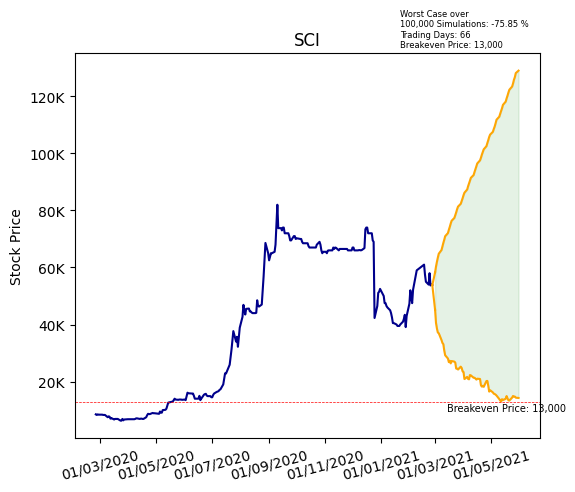 Worst Case over
100,000 Simulations: -75.85 %
Trading Days: 66
Breakeven Price: 13,000
SCI
Stock Price
120K
100K
80K
60K
40K
20K
Breakeven Price: 13,000
01/03/2020
01/05/2020
01/07/2020
01/09/2020
01/11/2020
01/01/2021
01/03/2021
01/05/2021